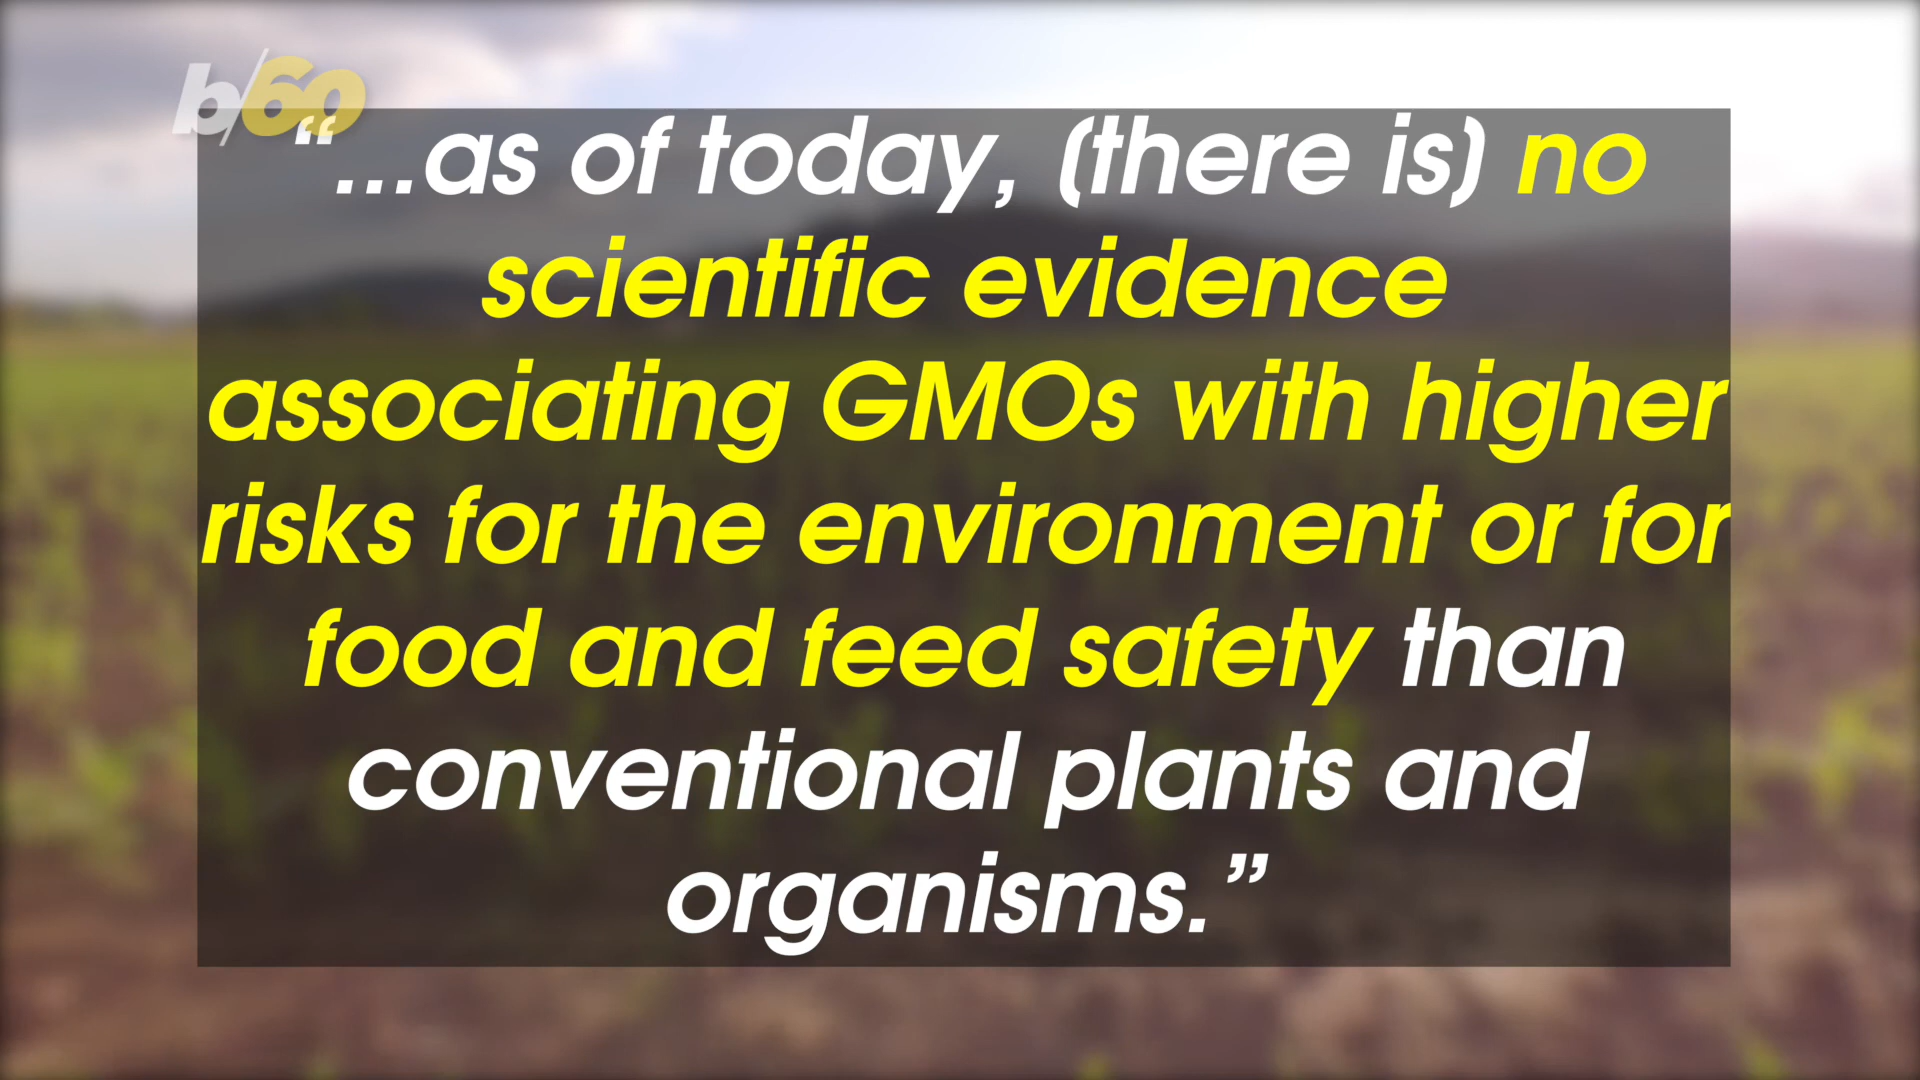 b/60
“...as of today, (there is) no
scientific evidence
associating GMOs with higher
risks for the environment or for
food and feed safety than
conventional plants and
organisms.”